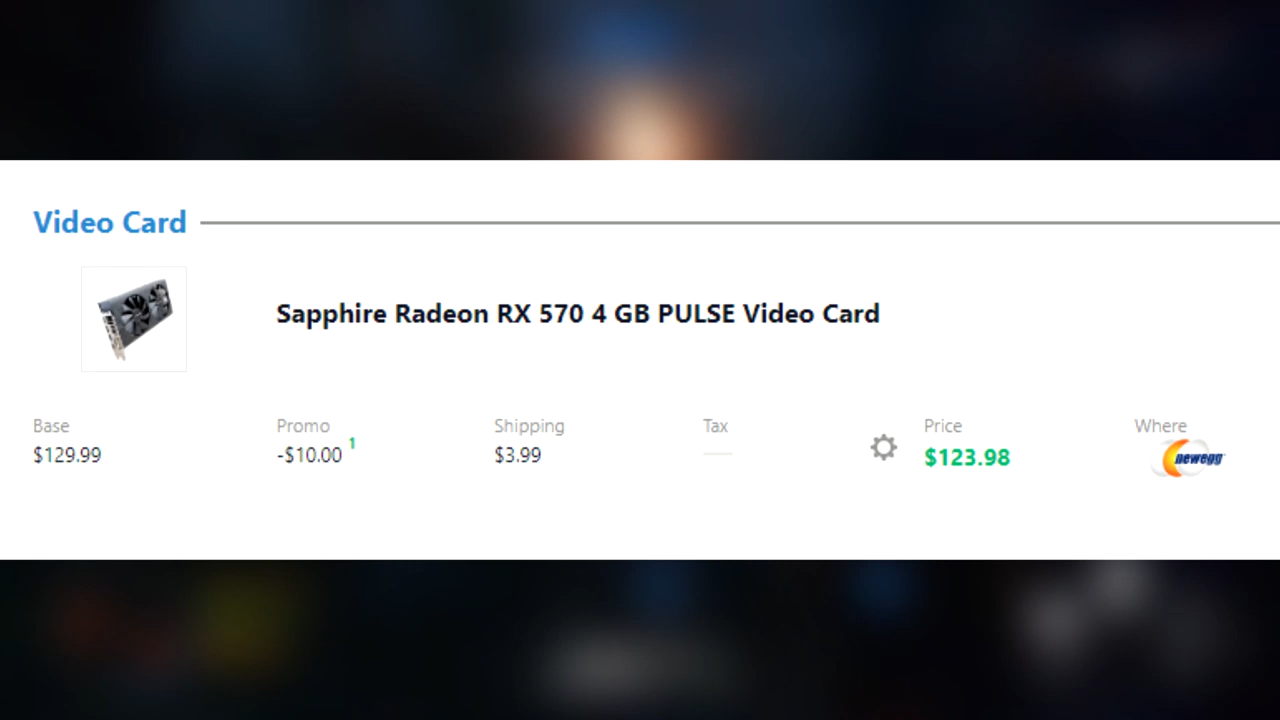 Video Card
Sapphire Radeon RX 570 4 GB PULSE Video Card
Base Promo Shipping Tax Price Where
$129.99 -$10.00 1 $3.99 — $123.98 newegg